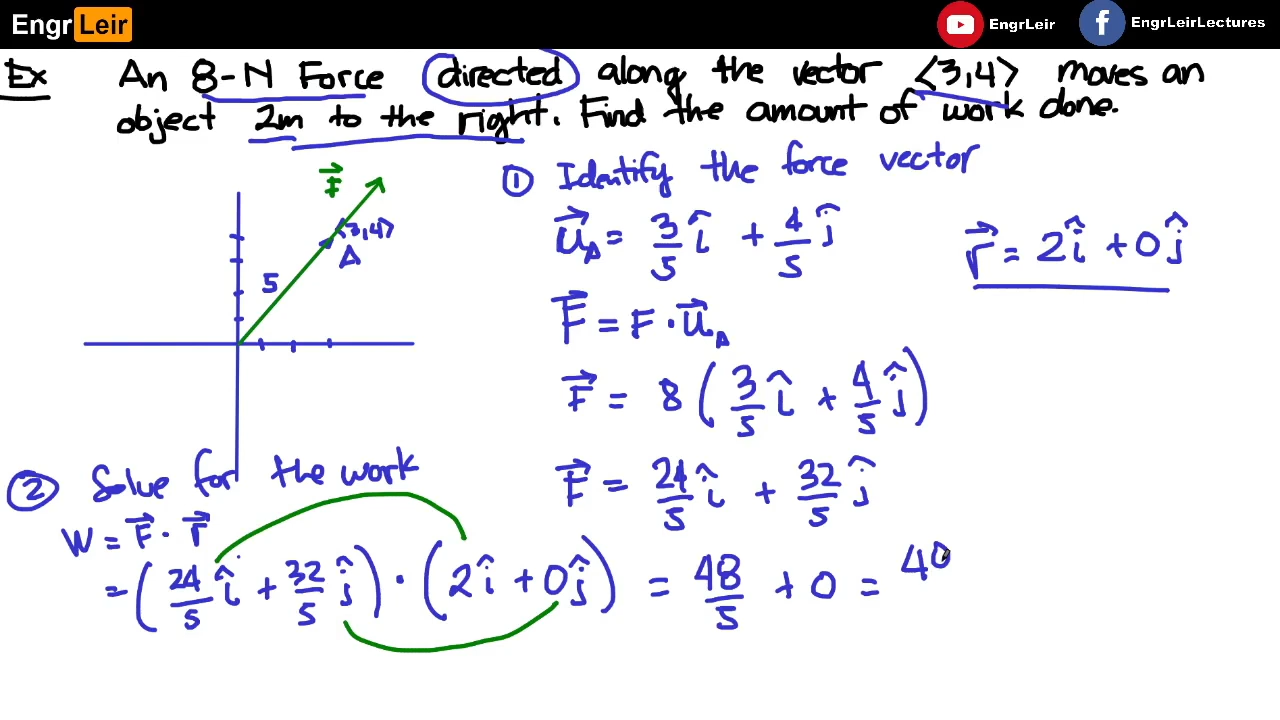 EngrLeir
EngrLeir
EngrLeirLectures
Ex An 8-N Force directed along the vector <3,4> moves an
object 2m to the right. Find the amount of work done.
F⃗
<3,4>
A
5
① Identify the force vector
u⃗_A = 3/5 î + 4/5 ĵ
r⃗ = 2î + 0ĵ
F⃗ = F · u⃗_A
F⃗ = 8 ( 3/5 î + 4/5 ĵ )
F⃗ = 24/5 î + 32/5 ĵ
② Solve for the work
W = F⃗ · r⃗
= ( 24/5 î + 32/5 ĵ ) · ( 2î + 0ĵ ) = 48/5 + 0 =